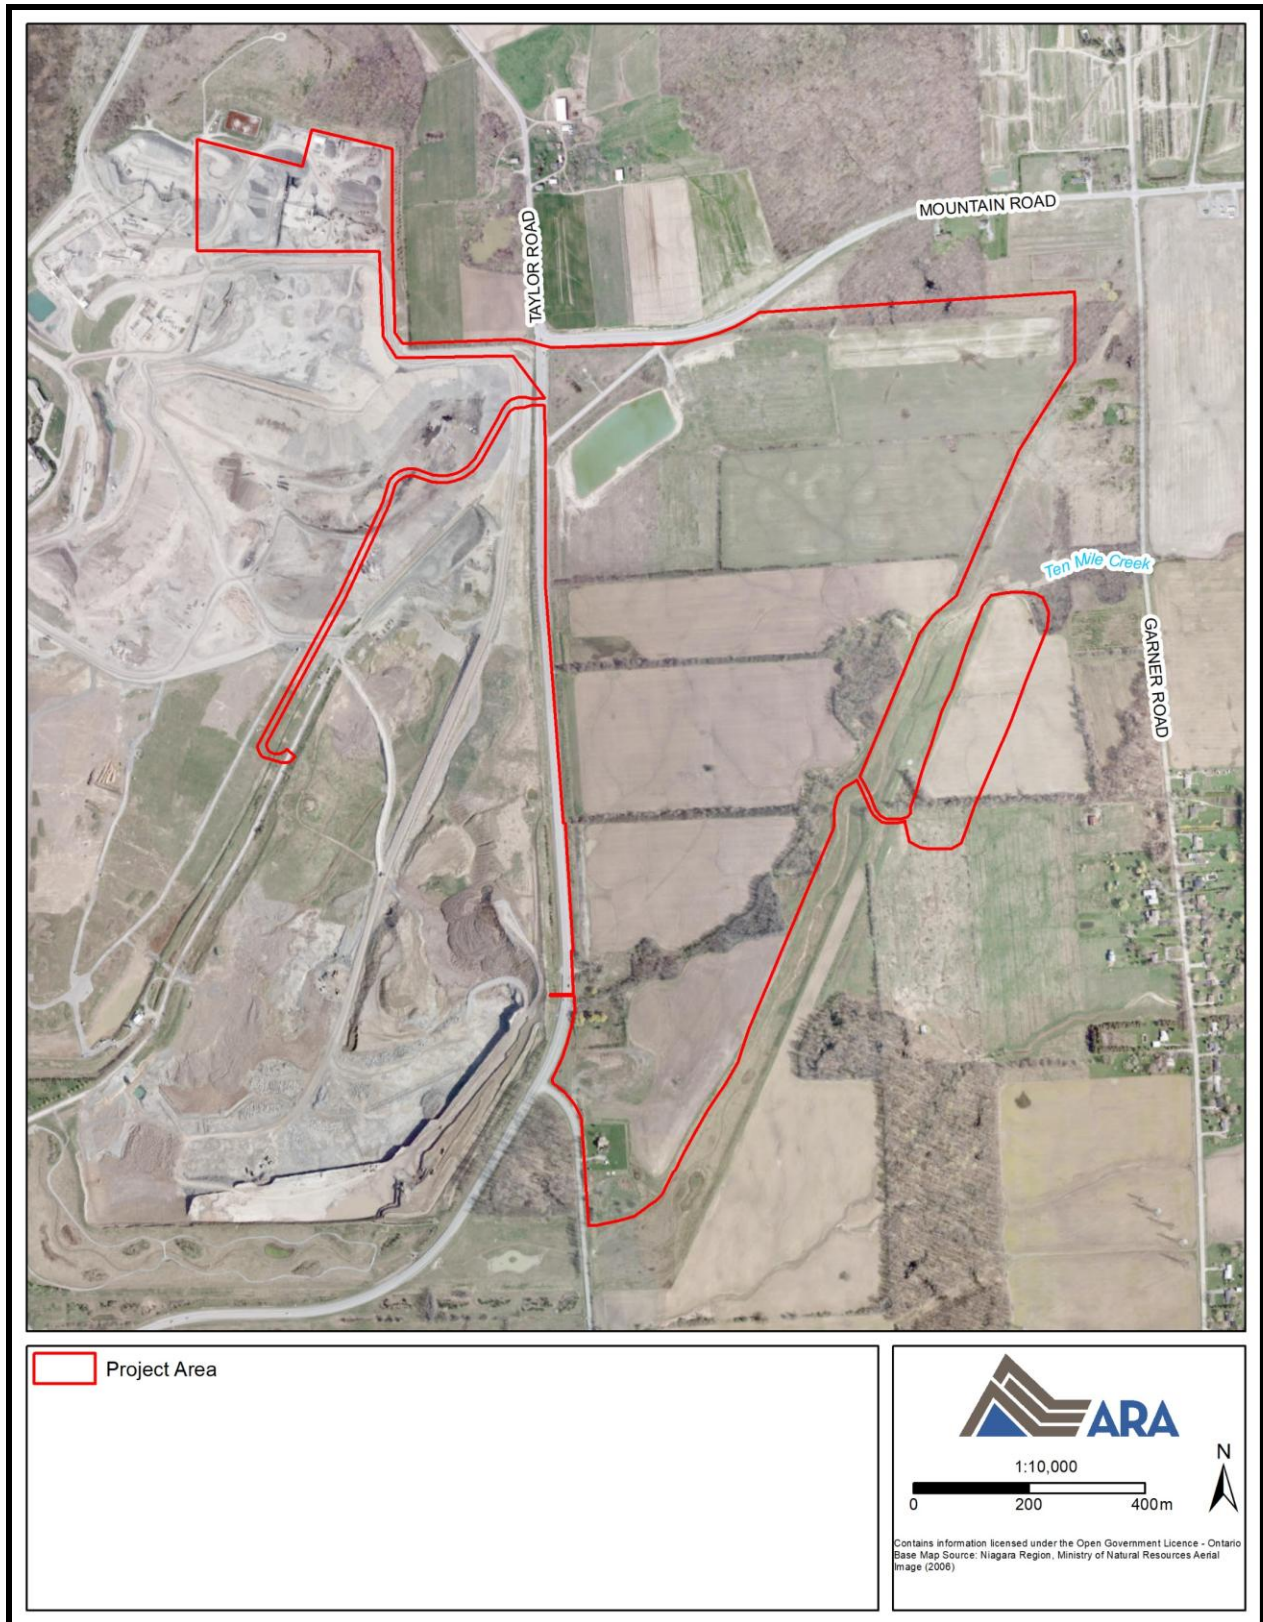 MOUNTAIN ROAD
TAYLOR ROAD
Ten Mile Creek
GARNER ROAD
Project Area
ARA
N
1:10,000
0 200 400m
Contains information licensed under the Open Government Licence - Ontario
Base Map Source: Niagara Region, Ministry of Natural Resources Aerial
Image (2006)